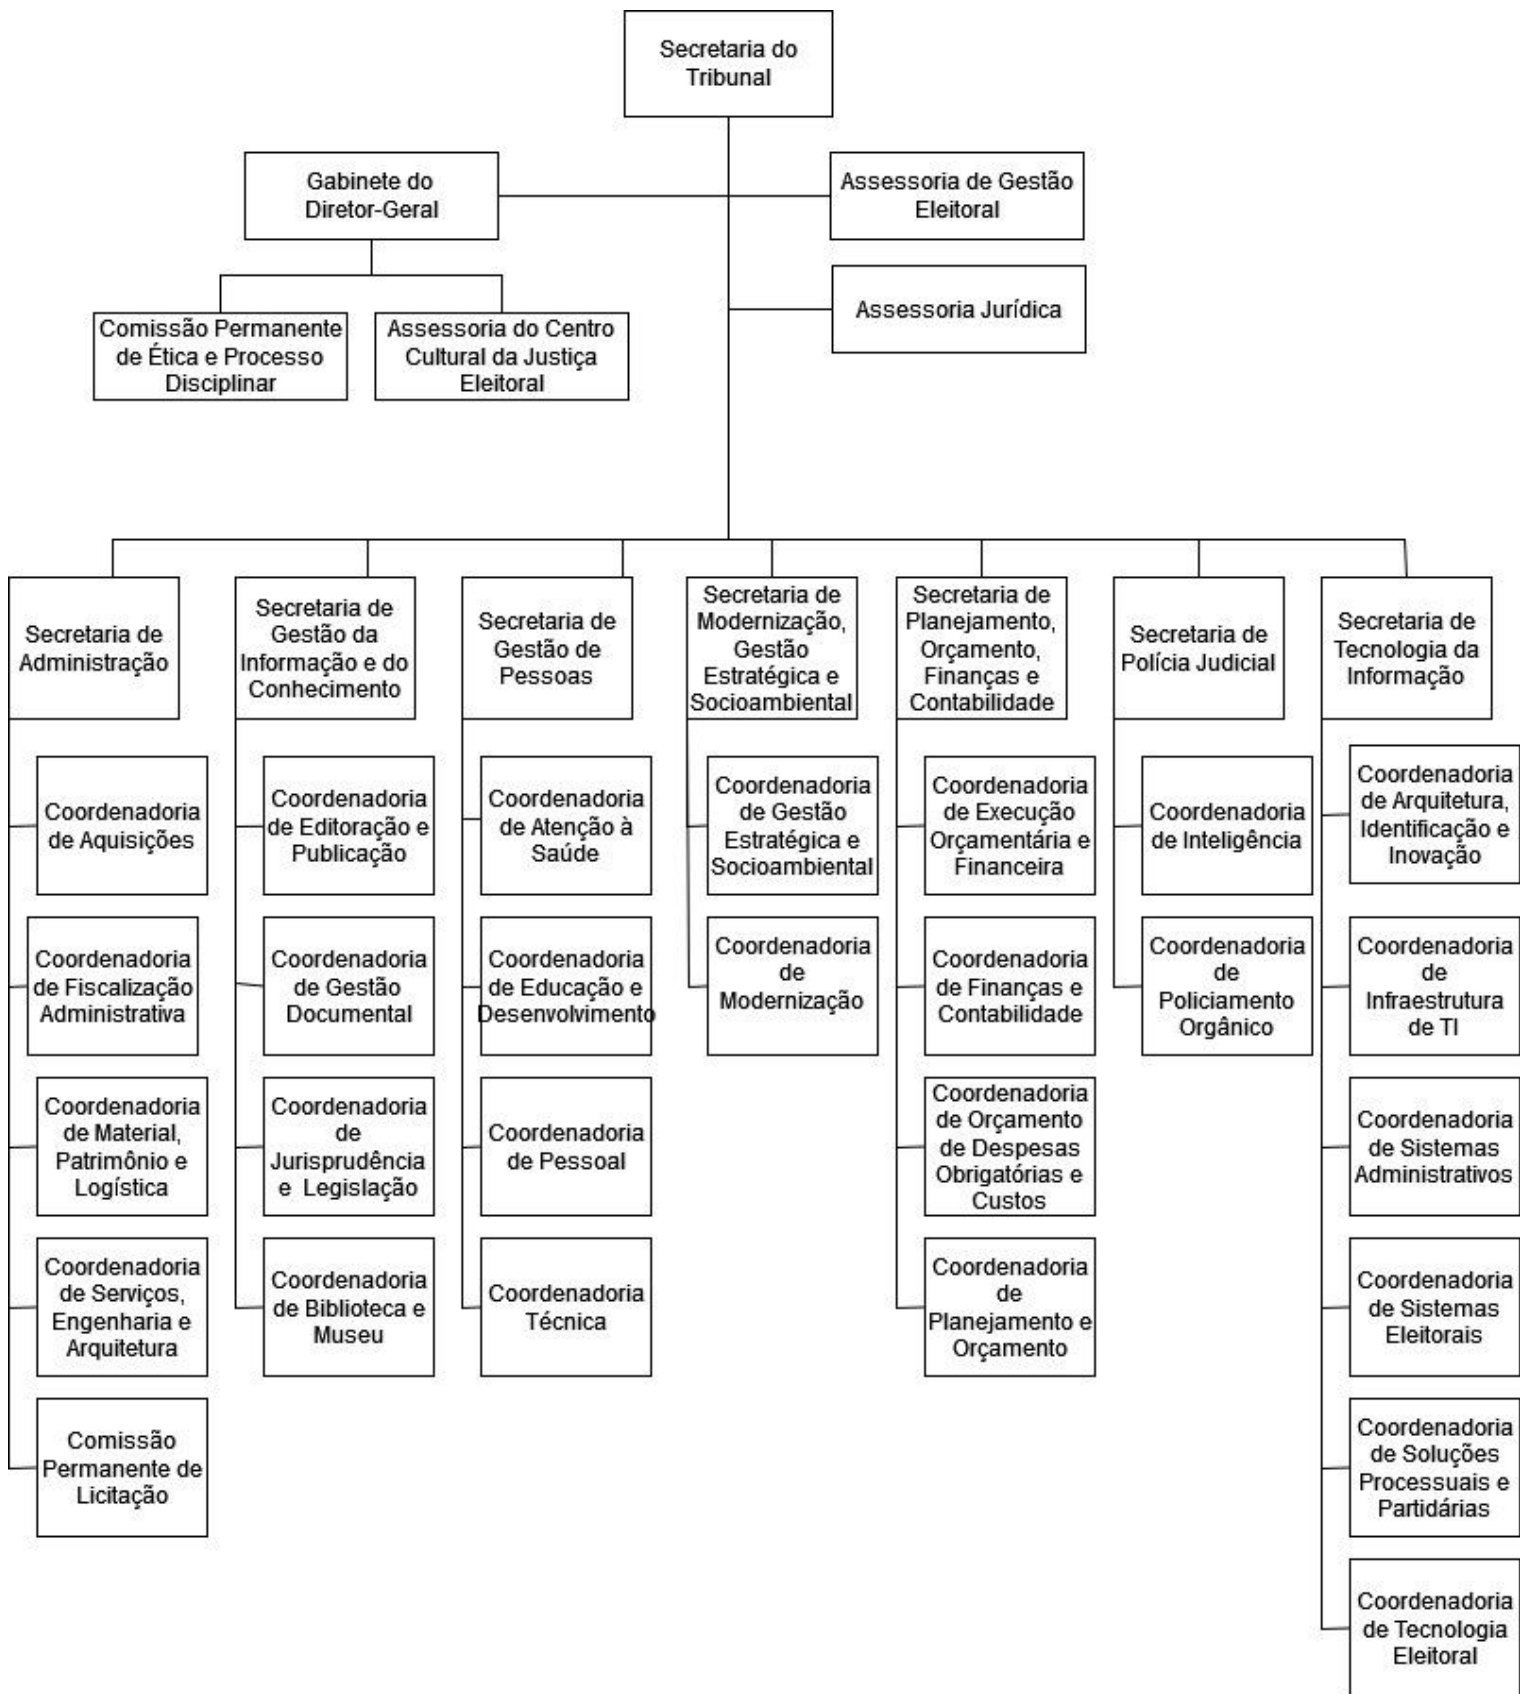 Secretaria do
Tribunal
Gabinete do
Diretor-Geral
Assessoria de Gestão
Eleitoral
Assessoria Jurídica
Comissão Permanente
de Ética e Processo
Disciplinar
Assessoria do Centro
Cultural da Justiça
Eleitoral
Secretaria de
Administração
Secretaria de
Gestão da
Informação e do
Conhecimento
Secretaria de
Gestão de
Pessoas
Secretaria de
Modernização,
Gestão
Estratégica e
Socioambiental
Secretaria de
Planejamento,
Orçamento,
Finanças e
Contabilidade
Secretaria de
Polícia Judicial
Secretaria de
Tecnologia da
Informação
Coordenadoria
de Aquisições
Coordenadoria
de Editoração e
Publicação
Coordenadoria
de Atenção à
Saúde
Coordenadoria
de Gestão
Estratégica e
Socioambiental
Coordenadoria
de Execução
Orçamentária e
Financeira
Coordenadoria
de Inteligência
Coordenadoria
de Arquitetura,
Identificação e
Inovação
Coordenadoria
de Fiscalização
Administrativa
Coordenadoria
de Gestão
Documental
Coordenadoria
de Educação e
Desenvolvimento
Coordenadoria
de
Modernização
Coordenadoria
de Finanças e
Contabilidade
Coordenadoria
de
Policiamento
Orgânico
Coordenadoria
de
Infraestrutura
de TI
Coordenadoria
de Material,
Patrimônio e
Logística
Coordenadoria
de
Jurisprudência
e Legislação
Coordenadoria
de Pessoal
Coordenadoria
de Orçamento
de Despesas
Obrigatórias e
Custos
Coordenadoria
de Sistemas
Administrativos
Coordenadoria
de Serviços,
Engenharia e
Arquitetura
Coordenadoria
de Biblioteca e
Museu
Coordenadoria
Técnica
Coordenadoria
de
Planejamento e
Orçamento
Coordenadoria
de Sistemas
Eleitorais
Comissão
Permanente de
Licitação
Coordenadoria
de Soluções
Processuais e
Partidárias
Coordenadoria
de Tecnologia
Eleitoral